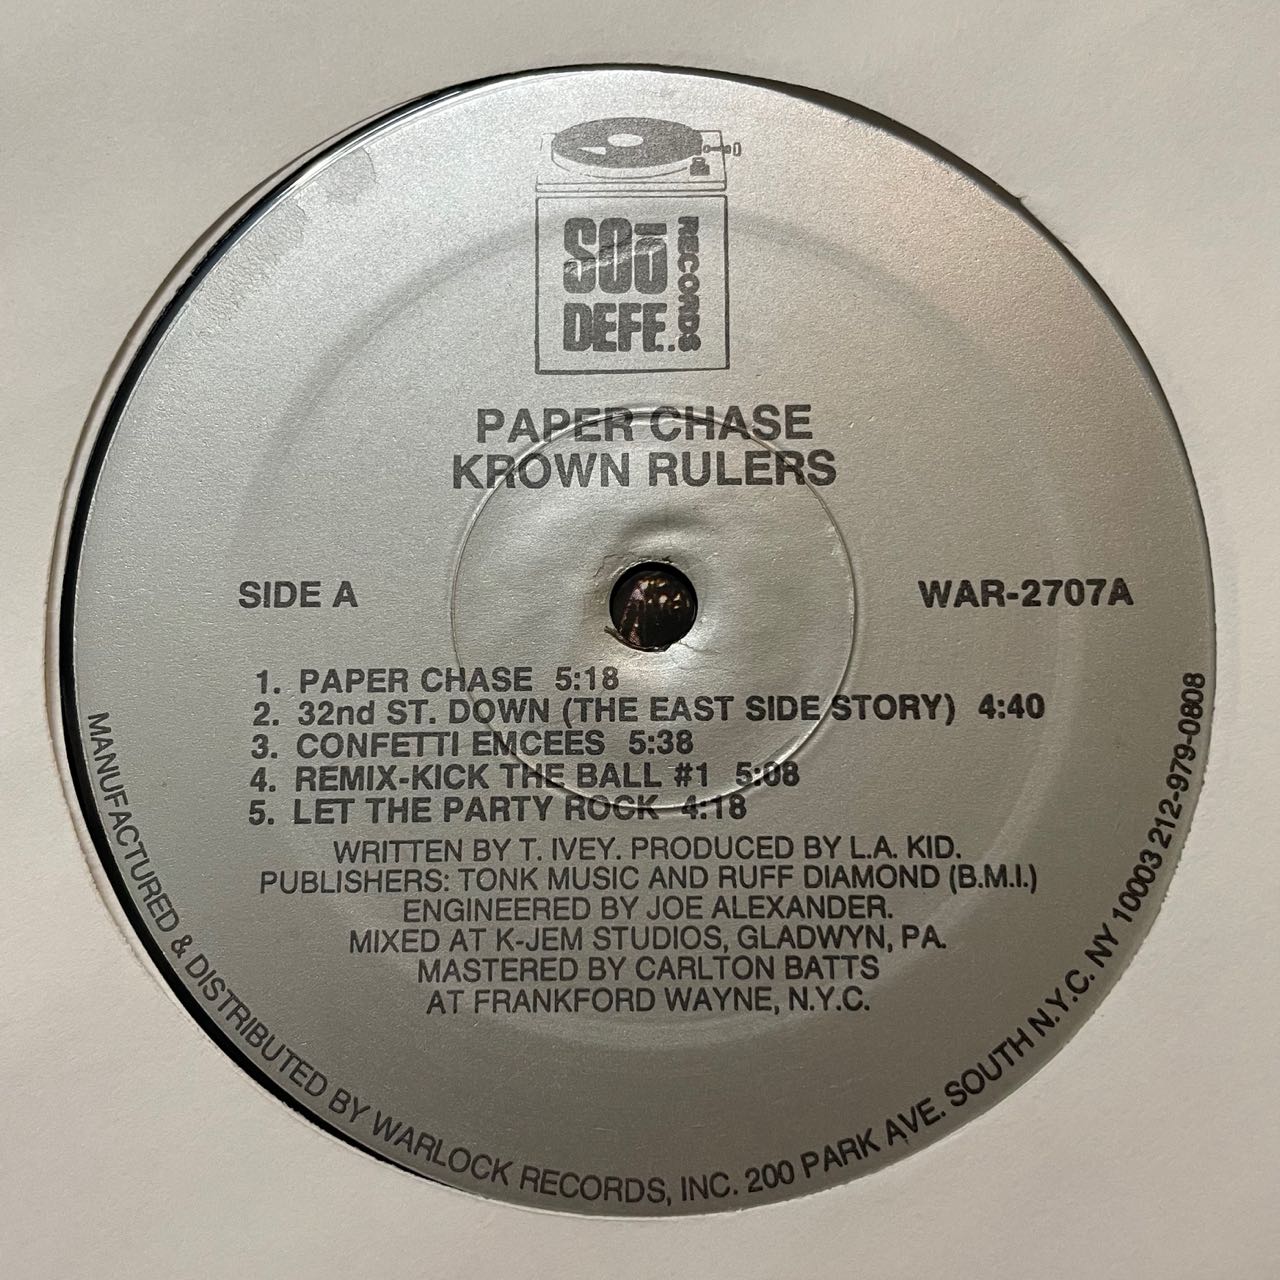 SOŪ
DEFF..
RECORDS
PAPER CHASE
KROWN RULERS
SIDE A
WAR-2707A
1. PAPER CHASE 5:18
2. 32nd ST. DOWN (THE EAST SIDE STORY) 4:40
3. CONFETTI EMCEES 5:38
4. REMIX-KICK THE BALL #1 5:08
5. LET THE PARTY ROCK 4:18
WRITTEN BY T. IVEY. PRODUCED BY L.A. KID.
PUBLISHERS: TONK MUSIC AND RUFF DIAMOND (B.M.I.)
ENGINEERED BY JOE ALEXANDER.
MIXED AT K-JEM STUDIOS, GLADWYN, PA.
MASTERED BY CARLTON BATTS
AT FRANKFORD WAYNE, N.Y.C.
MANUFACTURED & DISTRIBUTED BY WARLOCK RECORDS, INC. 200 PARK AVE. SOUTH N.Y.C. NY 10003 212-979-0808